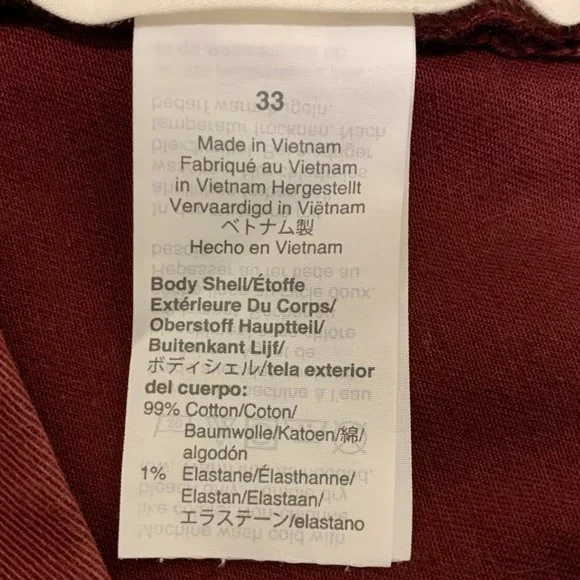 33
Made in Vietnam
Fabriqué au Vietnam
in Vietnam Hergestellt
Vervaardigd in Viëtnam
ベトナム製
Hecho en Vietnam
Body Shell/Étoffe
Extérieure Du Corps/
Oberstoff Hauptteil/
Buitenkant Lijf/
ボディシェル/tela exterior
del cuerpo:
99% Cotton/Coton/
Baumwolle/Katoen/綿/
algodón
1% Elastane/Élasthanne/
Elastan/Elastaan/
エラステーン/elastano